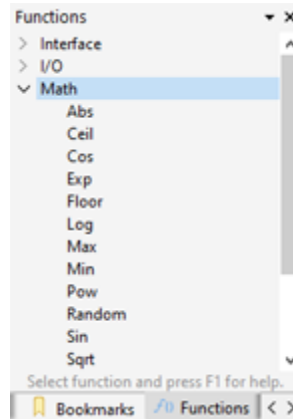 Functions
Interface
I/O
Math
Abs
Ceil
Cos
Exp
Floor
Log
Max
Min
Pow
Random
Sin
Sqrt
Select function and press F1 for help.
Bookmarks f() Functions